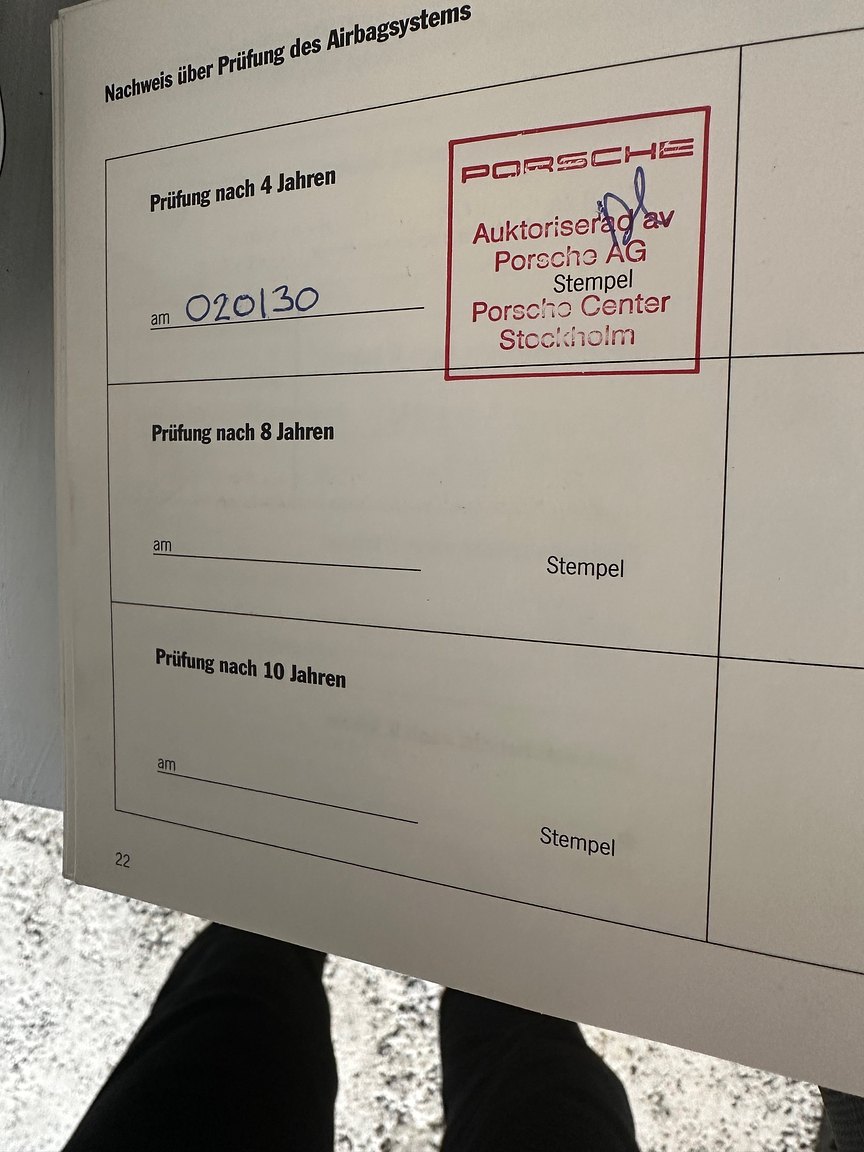 Nachweis über Prüfung des Airbagsystems
Prüfung nach 4 Jahren
am 020130
PORSCHE
Auktoriserad av
Porsche AG
Stempel
Porsche Center
Stockholm
Prüfung nach 8 Jahren
am
Stempel
Prüfung nach 10 Jahren
am
Stempel
22